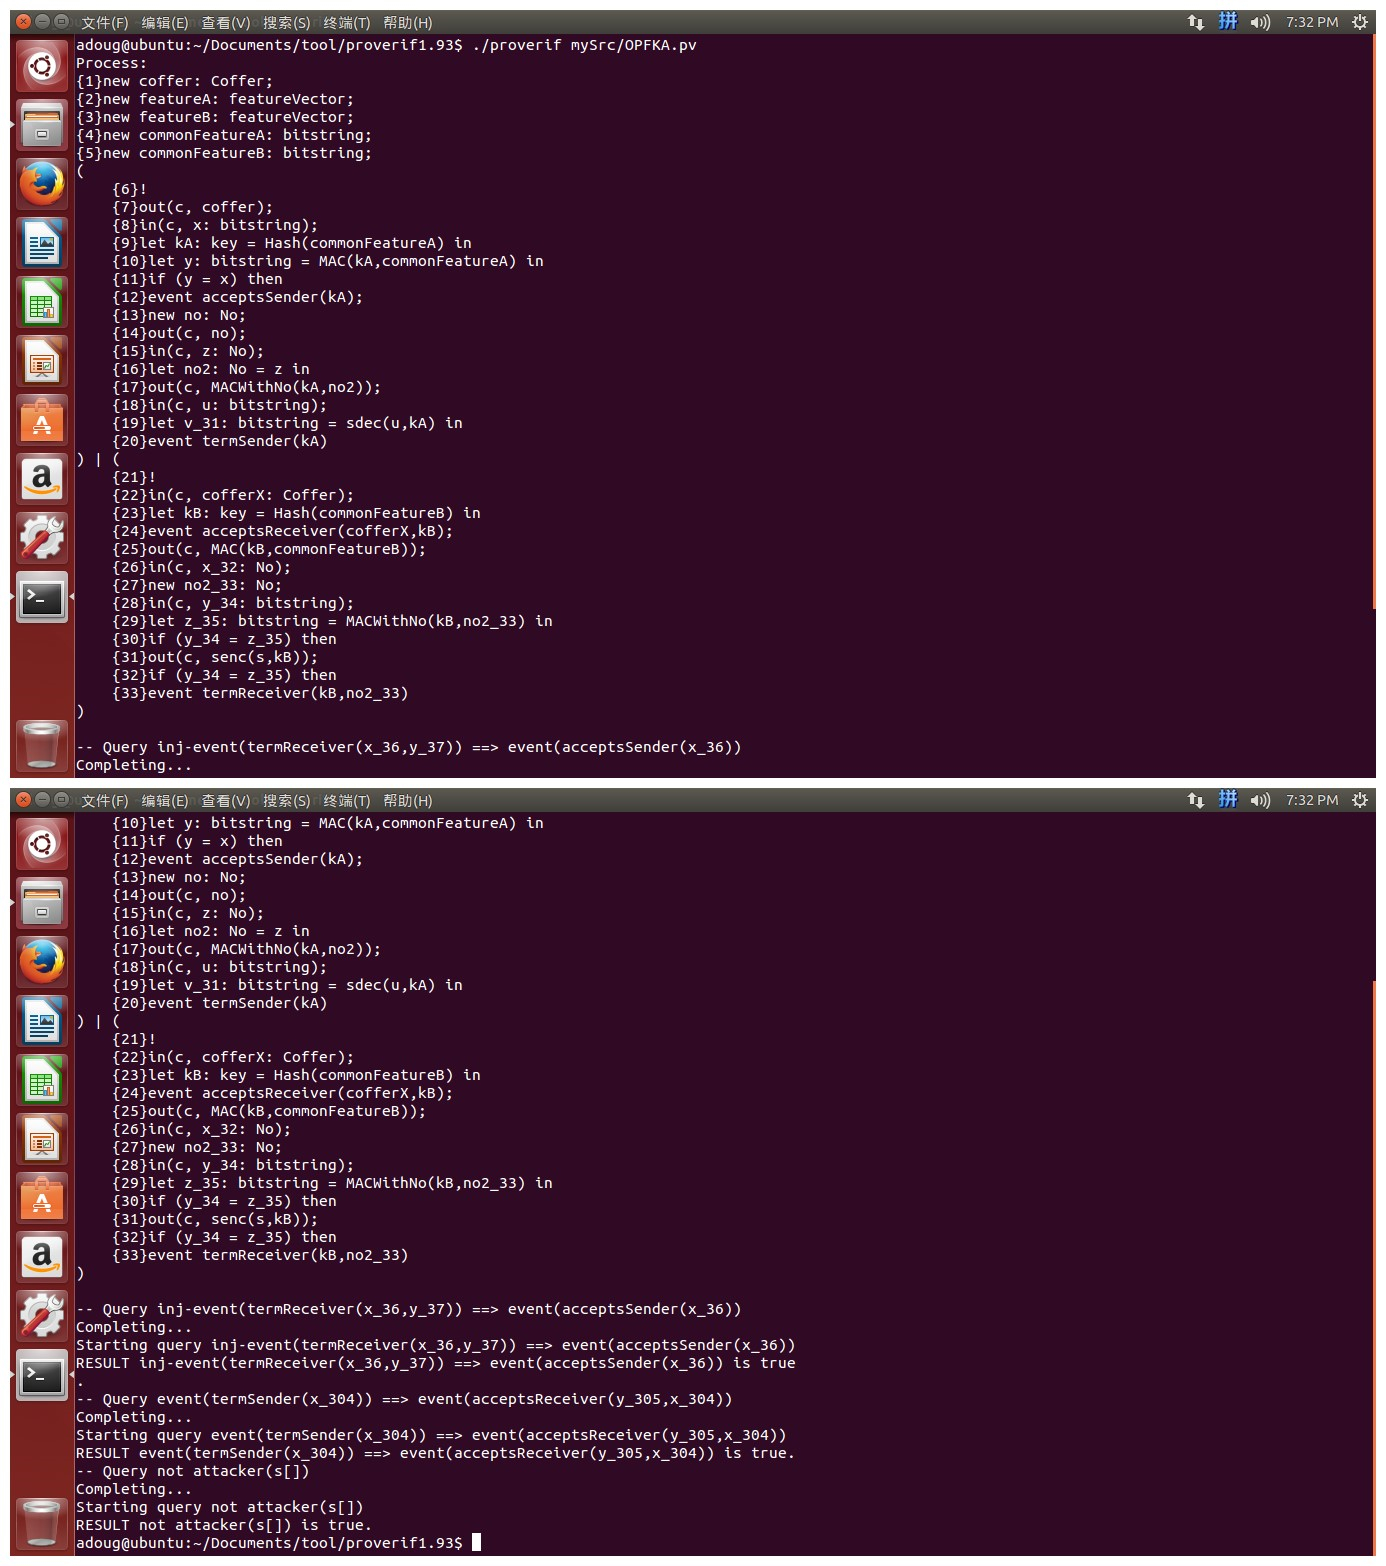 文件(F) 编辑(E) 查看(V) 搜索(S) 终端(T) 帮助(H) 拼 7:32 PM
adoug@ubuntu:~/Documents/tool/proverif1.93$ ./proverif mySrc/OPFKA.pv
Process:
{1}new coffer: Coffer;
{2}new featureA: featureVector;
{3}new featureB: featureVector;
{4}new commonFeatureA: bitstring;
{5}new commonFeatureB: bitstring;
(
{6}!
{7}out(c, coffer);
{8}in(c, x: bitstring);
{9}let kA: key = Hash(commonFeatureA) in
{10}let y: bitstring = MAC(kA,commonFeatureA) in
{11}if (y = x) then
{12}event acceptsSender(kA);
{13}new no: No;
{14}out(c, no);
{15}in(c, z: No);
{16}let no2: No = z in
{17}out(c, MACWithNo(kA,no2));
{18}in(c, u: bitstring);
{19}let v_31: bitstring = sdec(u,kA) in
{20}event termSender(kA)
) | (
{21}!
{22}in(c, cofferX: Coffer);
{23}let kB: key = Hash(commonFeatureB) in
{24}event acceptsReceiver(cofferX,kB);
{25}out(c, MAC(kB,commonFeatureB));
{26}in(c, x_32: No);
{27}new no2_33: No;
{28}in(c, y_34: bitstring);
{29}let z_35: bitstring = MACWithNo(kB,no2_33) in
{30}if (y_34 = z_35) then
{31}out(c, senc(s,kB));
{32}if (y_34 = z_35) then
{33}event termReceiver(kB,no2_33)
)
-- Query inj-event(termReceiver(x_36,y_37)) ==> event(acceptsSender(x_36))
Completing...
文件(F) 编辑(E) 查看(V) 搜索(S) 终端(T) 帮助(H) 拼 7:32 PM
{10}let y: bitstring = MAC(kA,commonFeatureA) in
{11}if (y = x) then
{12}event acceptsSender(kA);
{13}new no: No;
{14}out(c, no);
{15}in(c, z: No);
{16}let no2: No = z in
{17}out(c, MACWithNo(kA,no2));
{18}in(c, u: bitstring);
{19}let v_31: bitstring = sdec(u,kA) in
{20}event termSender(kA)
) | (
{21}!
{22}in(c, cofferX: Coffer);
{23}let kB: key = Hash(commonFeatureB) in
{24}event acceptsReceiver(cofferX,kB);
{25}out(c, MAC(kB,commonFeatureB));
{26}in(c, x_32: No);
{27}new no2_33: No;
{28}in(c, y_34: bitstring);
{29}let z_35: bitstring = MACWithNo(kB,no2_33) in
{30}if (y_34 = z_35) then
{31}out(c, senc(s,kB));
{32}if (y_34 = z_35) then
{33}event termReceiver(kB,no2_33)
)
-- Query inj-event(termReceiver(x_36,y_37)) ==> event(acceptsSender(x_36))
Completing...
Starting query inj-event(termReceiver(x_36,y_37)) ==> event(acceptsSender(x_36))
RESULT inj-event(termReceiver(x_36,y_37)) ==> event(acceptsSender(x_36)) is true
.
-- Query event(termSender(x_304)) ==> event(acceptsReceiver(y_305,x_304))
Completing...
Starting query event(termSender(x_304)) ==> event(acceptsReceiver(y_305,x_304))
RESULT event(termSender(x_304)) ==> event(acceptsReceiver(y_305,x_304)) is true.
-- Query not attacker(s[])
Completing...
Starting query not attacker(s[])
RESULT not attacker(s[]) is true.
adoug@ubuntu:~/Documents/tool/proverif1.93$